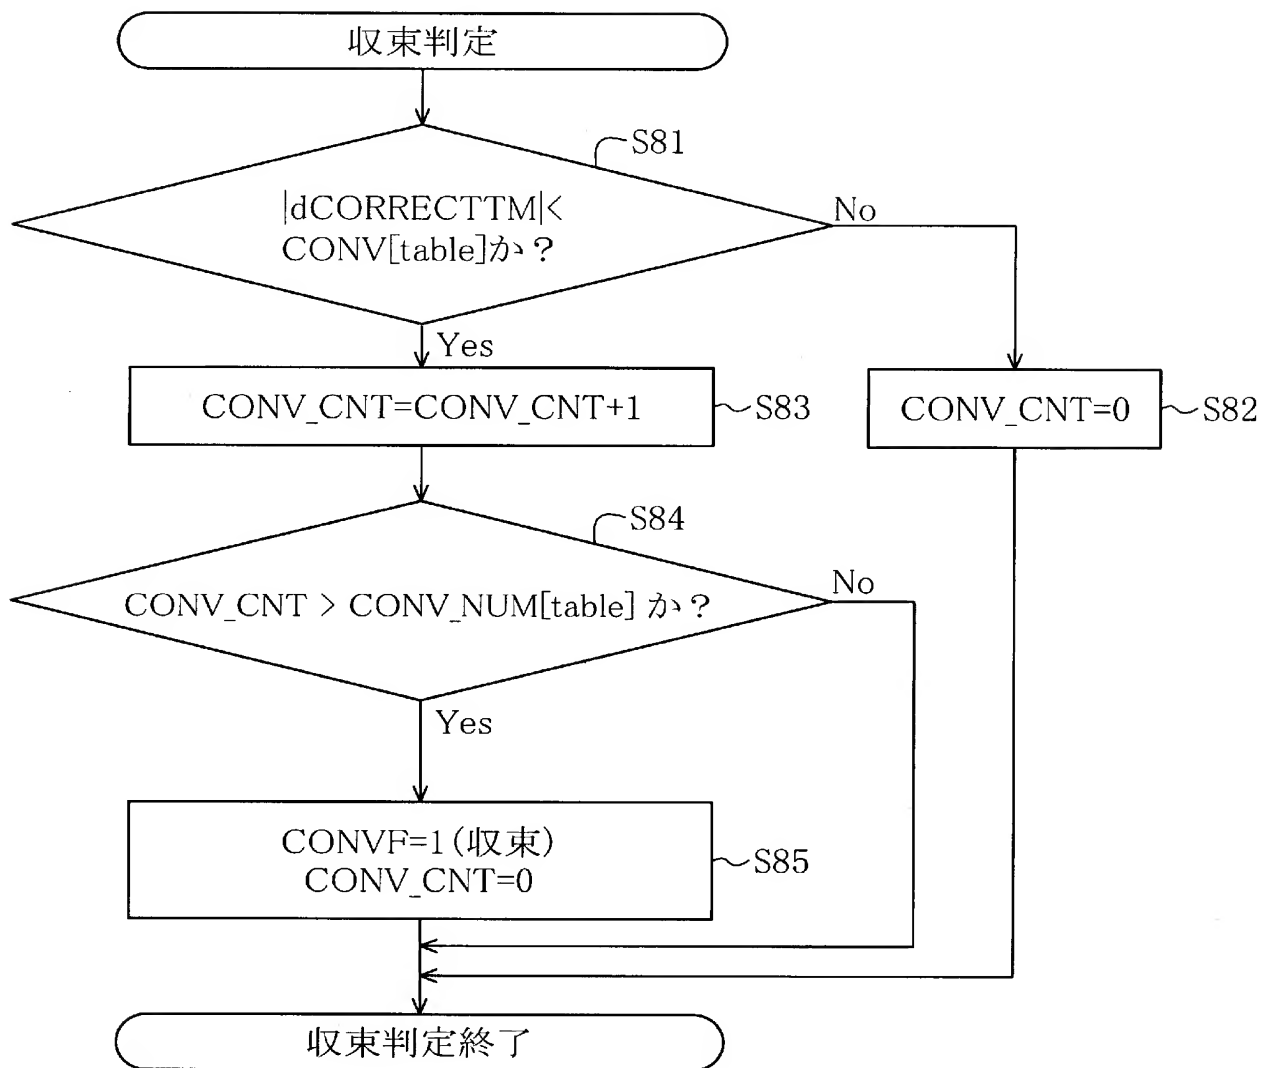 収束判定
S81
|dCORRECTTM|<
CONV[table]か？
No
Yes
CONV_CNT=CONV_CNT+1
S83
CONV_CNT=0
S82
S84
CONV_CNT > CONV_NUM[table] か？
No
Yes
CONVF=1(収束)
CONV_CNT=0
S85
収束判定終了